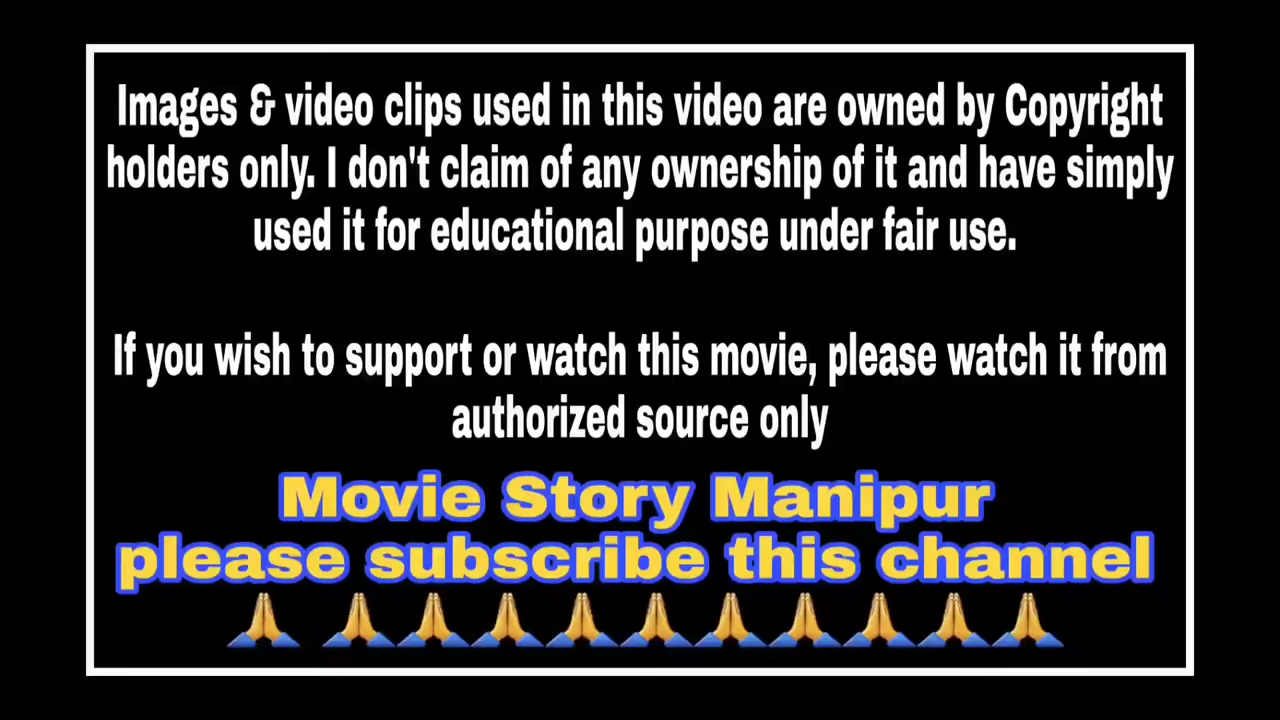 Images & video clips used in this video are owned by Copyright
holders only. I don't claim of any ownership of it and have simply
used it for educational purpose under fair use.
If you wish to support or watch this movie, please watch it from
authorized source only
Movie Story Manipur
please subscribe this channel
🙏 🙏🙏🙏🙏🙏🙏🙏🙏🙏🙏